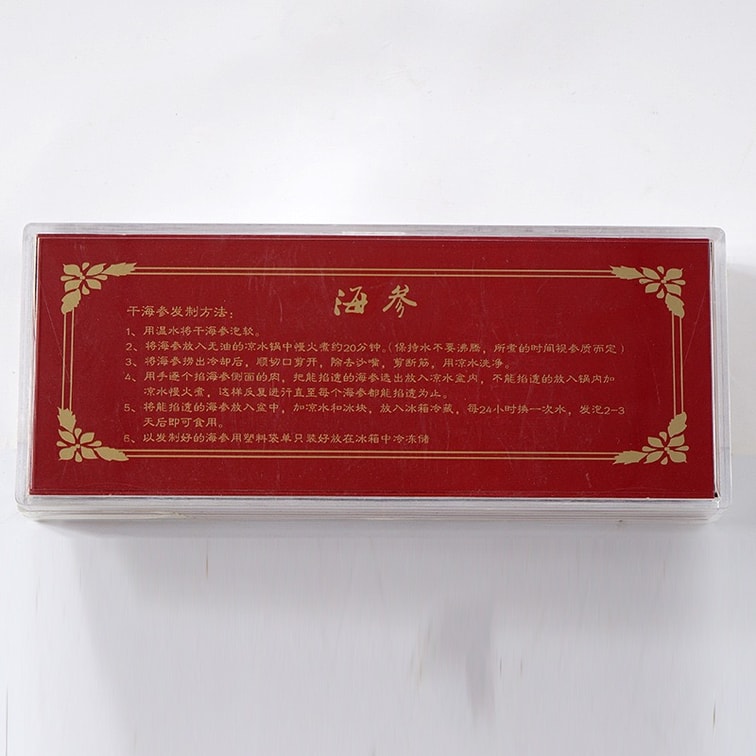 海参
干海参发制方法：
1、用温水将干海参泡软。
2、将海参放入无油的凉水锅中慢火煮约20分钟。（保持水不要沸腾，所煮的时间视参质而定）
3、将海参捞出冷却后，顺切口剪开，除去沙嘴，剪断筋，用凉水洗净。
4、用手逐个掐海参侧面的肉，把能掐透的海参选出放入凉水盆内，不能掐透的放入锅内加
凉水慢火煮，这样反复进行直至每个海参都能掐透为止。
5、将能掐透的海参放入盆中，加凉水和冰块，放入冰箱冷藏，每24小时换一次水，发泡2-3
天后即可食用。
6、以发制好的海参用塑料袋单只装好放在冰箱中冷冻储